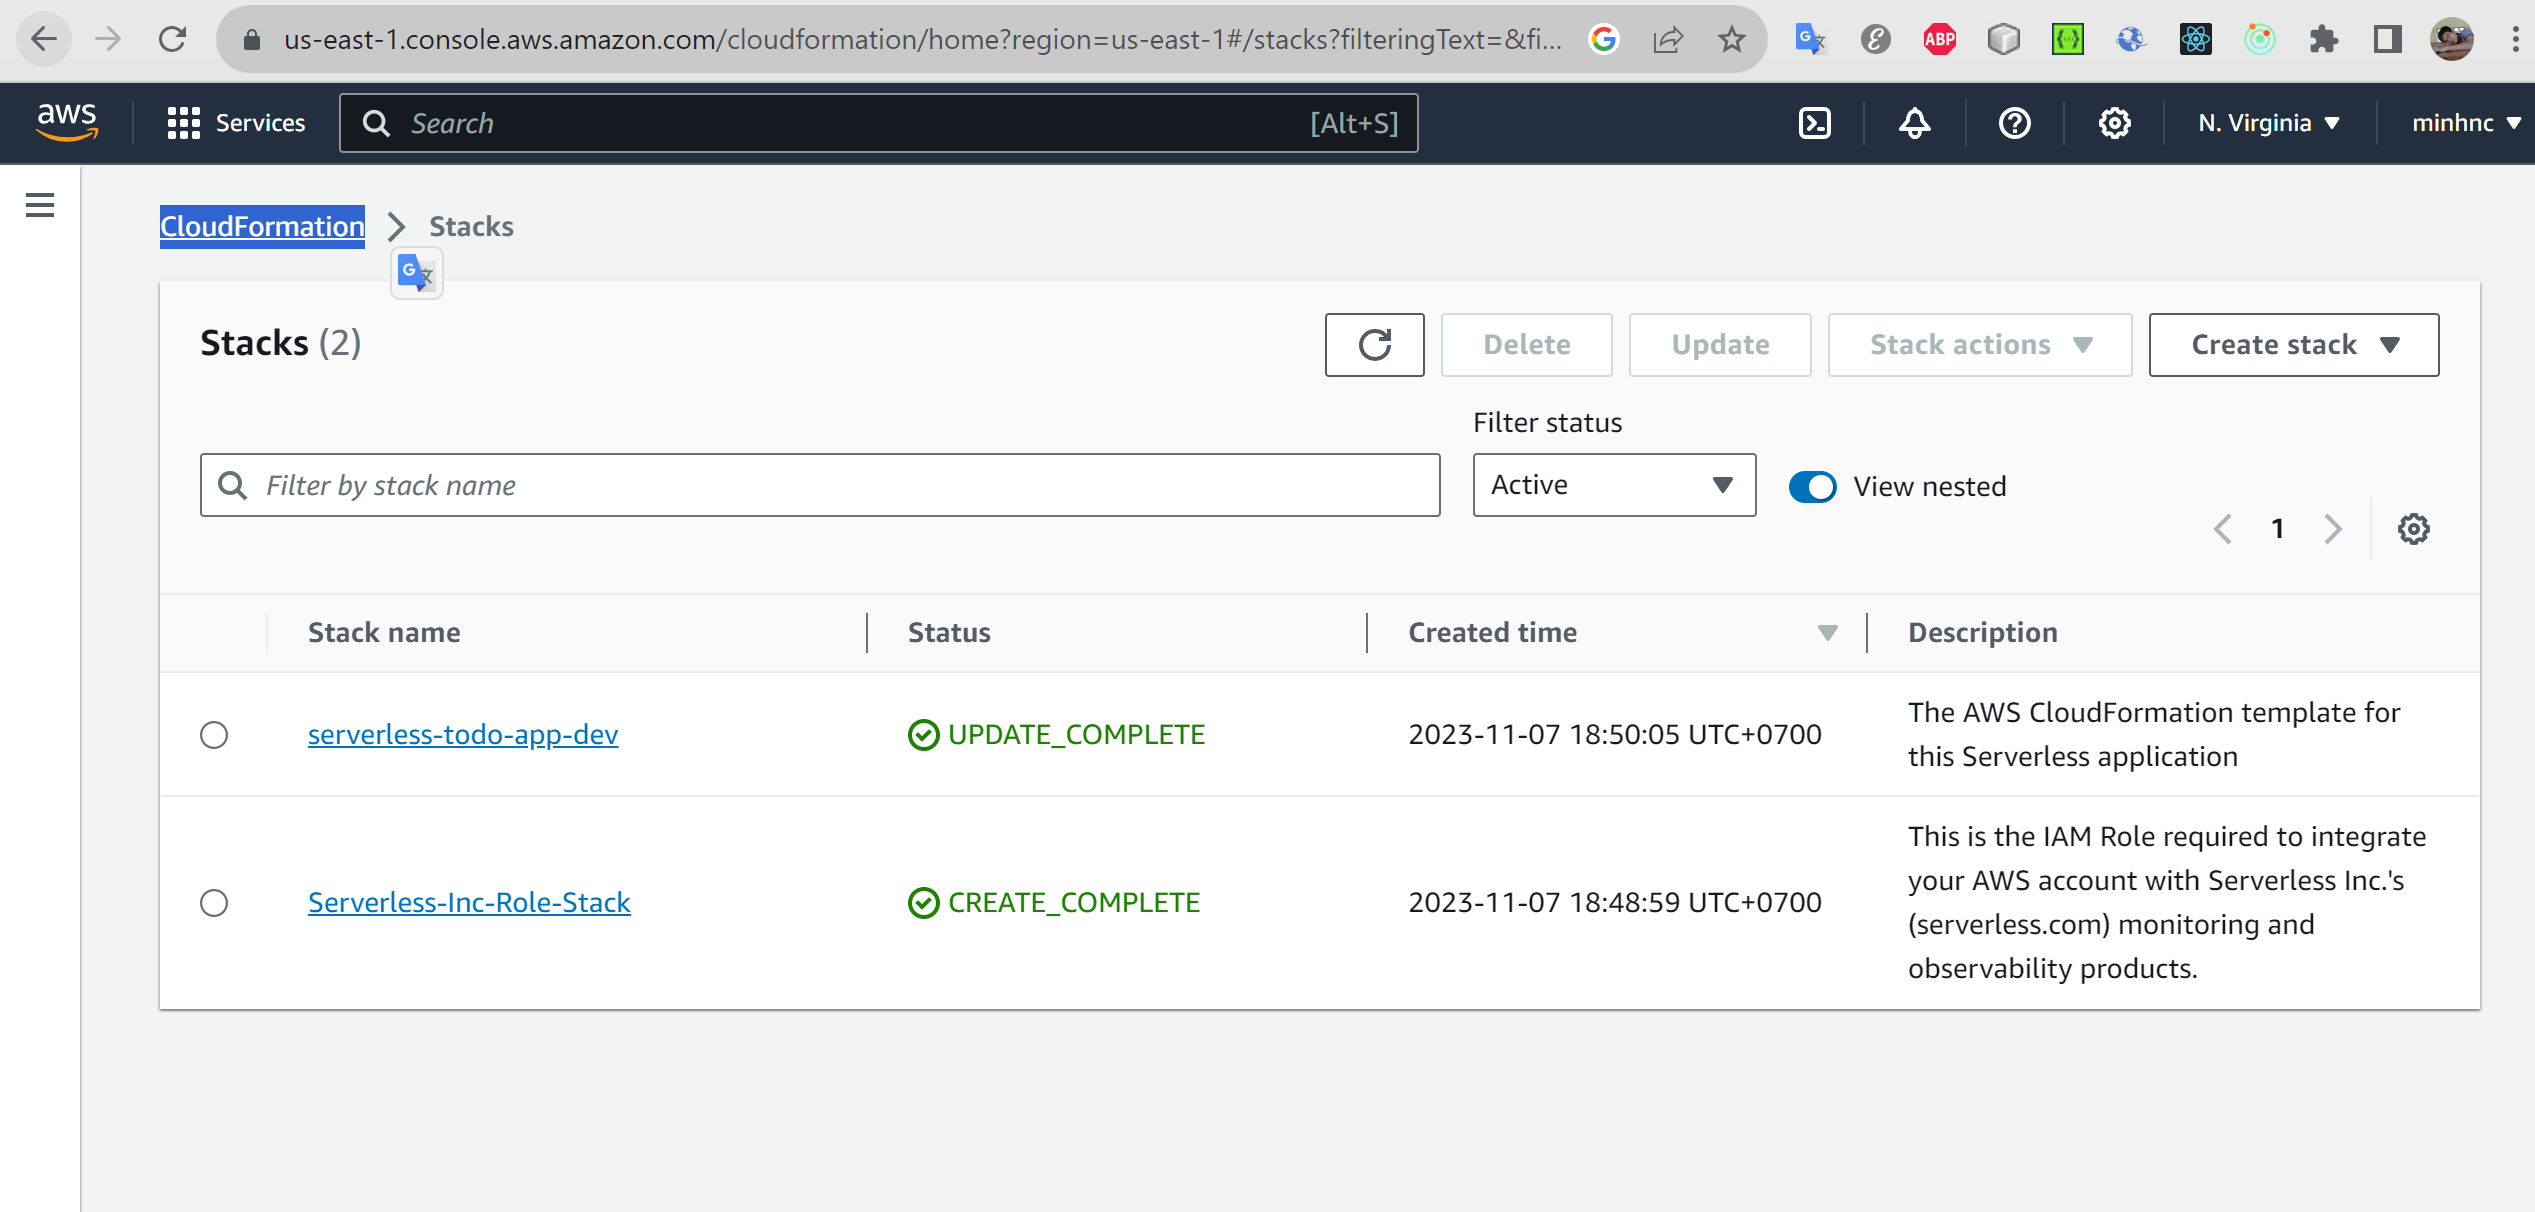 us-east-1.console.aws.amazon.com/cloudformation/home?region=us-east-1#/stacks?filteringText=&fi...
ABP
aws
Services
Search
[Alt+S]
N. Virginia
minhnc
CloudFormation
Stacks
Stacks (2)
Delete
Update
Stack actions
Create stack
Filter status
Filter by stack name
Active
View nested
1
Stack name
Status
Created time
Description
serverless-todo-app-dev
UPDATE_COMPLETE
2023-11-07 18:50:05 UTC+0700
The AWS CloudFormation template for
this Serverless application
Serverless-Inc-Role-Stack
CREATE_COMPLETE
2023-11-07 18:48:59 UTC+0700
This is the IAM Role required to integrate
your AWS account with Serverless Inc.'s
(serverless.com) monitoring and
observability products.